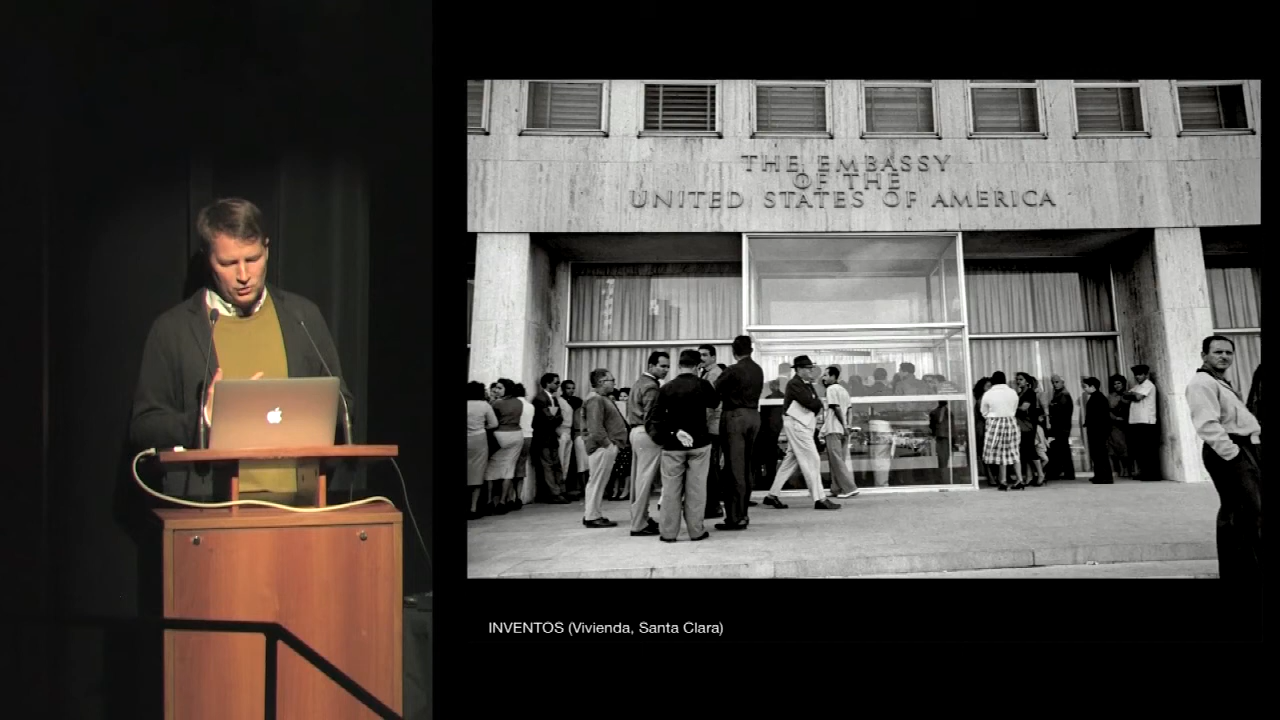 THE EMBASSY
OF THE
UNITED STATES OF AMERICA
INVENTOS (Vivienda, Santa Clara)